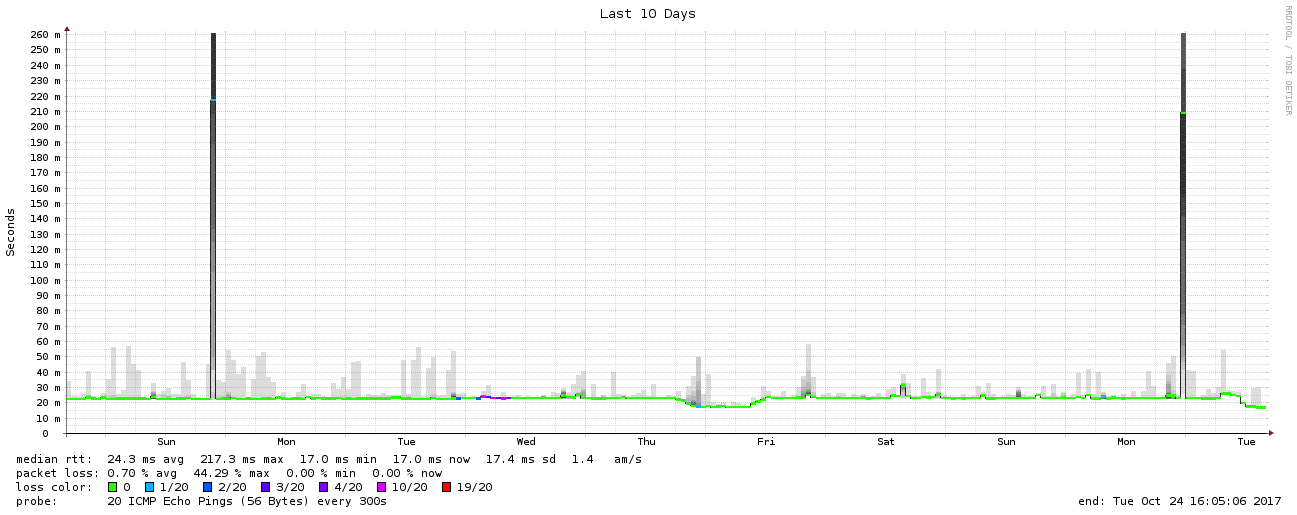 Last 10 Days
RRDTOOL / TOBI OETIKER
Seconds
260 m
250 m
240 m
230 m
220 m
210 m
200 m
190 m
180 m
170 m
160 m
150 m
140 m
130 m
120 m
110 m
100 m
90 m
80 m
70 m
60 m
50 m
40 m
30 m
20 m
10 m
0
Sun Mon Tue Wed Thu Fri Sat Sun Mon Tue
median rtt: 24.3 ms avg 217.3 ms max 17.0 ms min 17.0 ms now 17.4 ms sd 1.4 am/s
packet loss: 0.70 % avg 44.29 % max 0.00 % min 0.00 % now
loss color: 0 1/20 2/20 3/20 4/20 10/20 19/20
probe: 20 ICMP Echo Pings (56 Bytes) every 300s
end: Tue Oct 24 16:05:06 2017